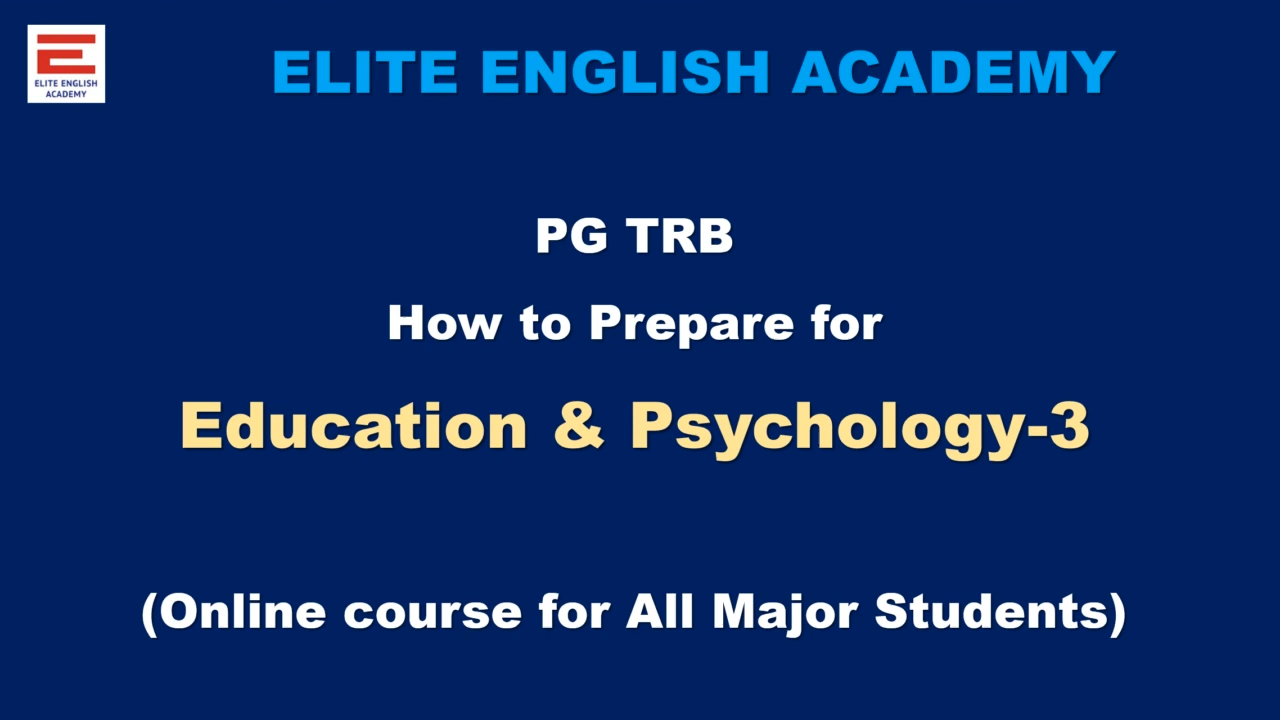 ELITE ENGLISH
ACADEMY
ELITE ENGLISH ACADEMY
PG TRB
How to Prepare for
Education & Psychology-3
(Online course for All Major Students)